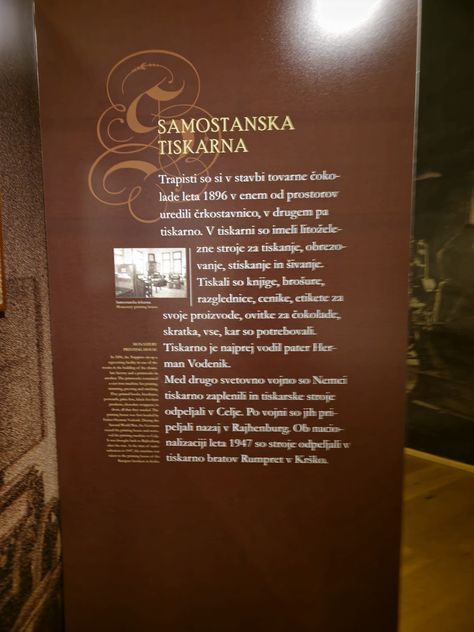 SAMOSTANSKA
TISKARNA
Trapisti so si v stavbi tovarne čoko-
lade leta 1896 v enem od prostorov
uredili črkostavnico, v drugem pa
tiskarno. V tiskarni so imeli litožele-
zne stroje za tiskanje, obrezo-
vanje, stiskanje in šivanje.
Tiskali so knjige, brošure,
razglednice, cenike, etikete za
svoje proizvode, ovitke za čokolade,
skratka, vse, kar so potrebovali.
Tiskarno je najprej vodil pater Her-
man Vodenik.
Med drugo svetovno vojno so Nemci
tiskarno zaplenili in tiskarske stroje
odpeljali v Celje. Po vojni so jih pri-
peljali nazaj v Rajhenburg. Ob nacio-
nalizaciji leta 1947 so stroje odpeljali v
tiskarno bratov Rumpret v Krško.
Samostanska tiskarna
Monastery printing house
MONASTERY
PRINTING HOUSE